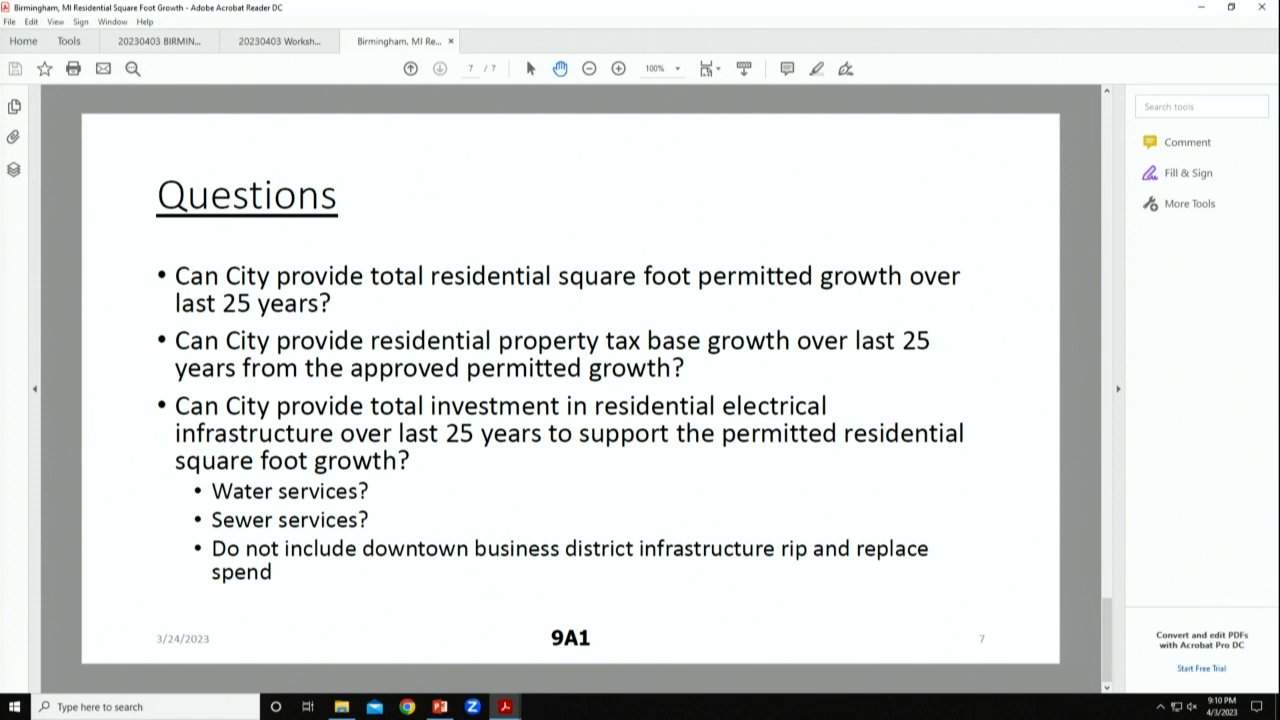 Birmingham, MI Residential Square Foot Growth - Adobe Acrobat Reader DC
File Edit View Sign Window Help
Home Tools 20230403 BIRMIN... 20230403 Worksh... Birmingham, MI Re... ×
7 / 7 100%
Search tools
Comment
Fill & Sign
More Tools
Questions
• Can City provide total residential square foot permitted growth over
last 25 years?
• Can City provide residential property tax base growth over last 25
years from the approved permitted growth?
• Can City provide total investment in residential electrical
infrastructure over last 25 years to support the permitted residential
square foot growth?
• Water services?
• Sewer services?
• Do not include downtown business district infrastructure rip and replace
spend
3/24/2023 9A1 7
Convert and edit PDFs
with Acrobat Pro DC
Start Free Trial
Type here to search
9:10 PM
4/3/2023